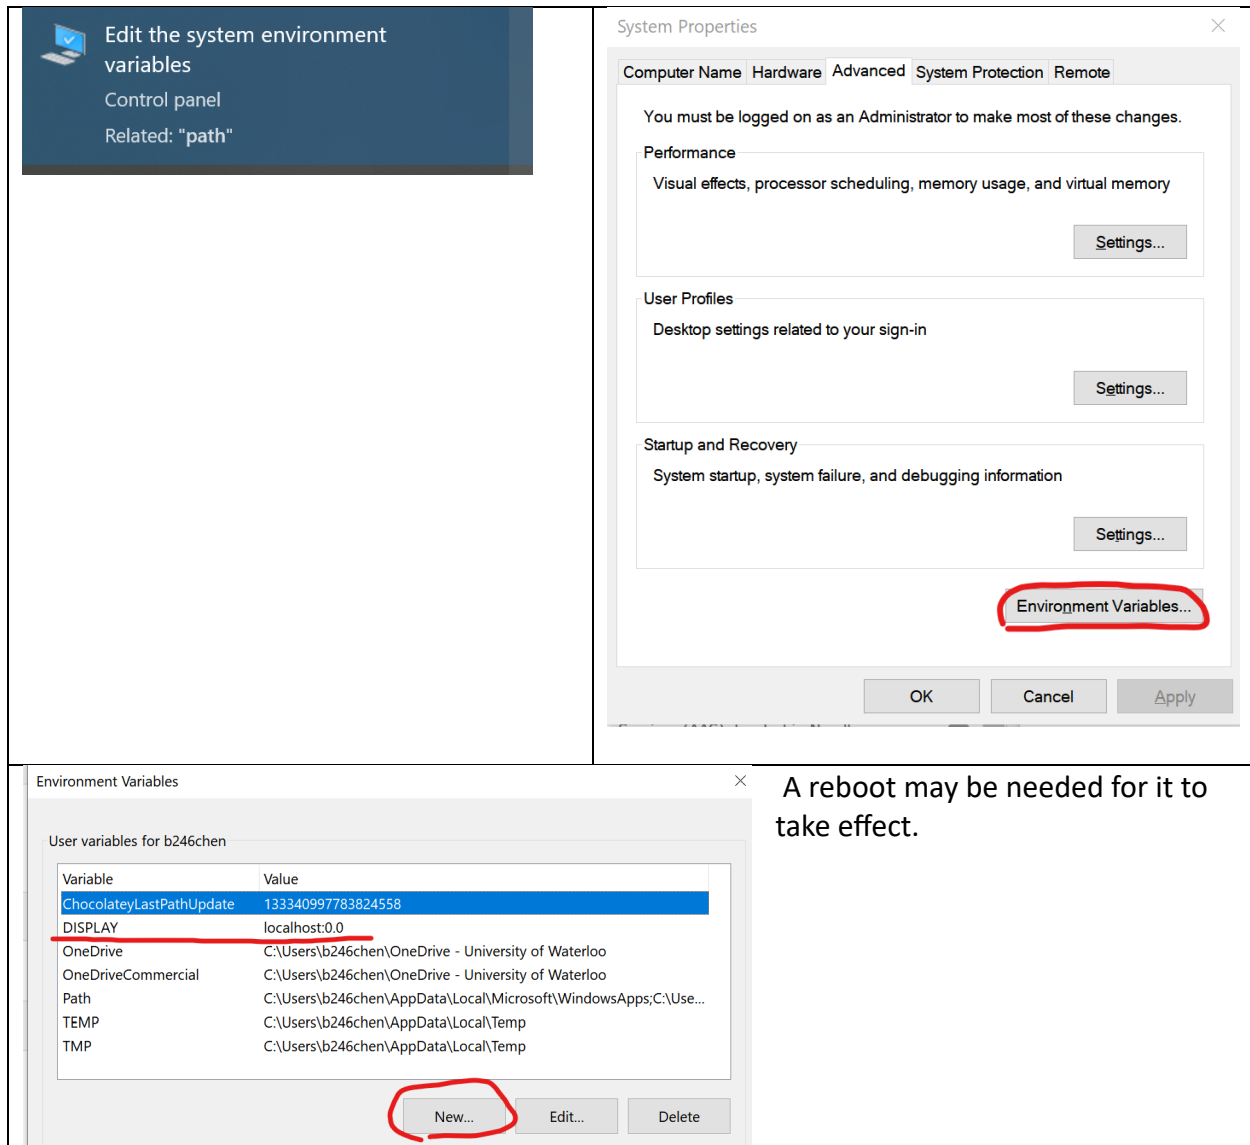 Edit the system environment
variables
Control panel
Related: "path"
System Properties
Computer Name Hardware Advanced System Protection Remote
You must be logged on as an Administrator to make most of these changes.
Performance
Visual effects, processor scheduling, memory usage, and virtual memory
Settings...
User Profiles
Desktop settings related to your sign-in
Settings...
Startup and Recovery
System startup, system failure, and debugging information
Settings...
Environment Variables...
OK Cancel Apply
Environment Variables
User variables for b246chen
Variable Value
ChocolateyLastPathUpdate 133340997783824558
DISPLAY localhost:0.0
OneDrive C:\Users\b246chen\OneDrive - University of Waterloo
OneDriveCommercial C:\Users\b246chen\OneDrive - University of Waterloo
Path C:\Users\b246chen\AppData\Local\Microsoft\WindowsApps;C:\Use...
TEMP C:\Users\b246chen\AppData\Local\Temp
TMP C:\Users\b246chen\AppData\Local\Temp
New... Edit... Delete
A reboot may be needed for it to
take effect.